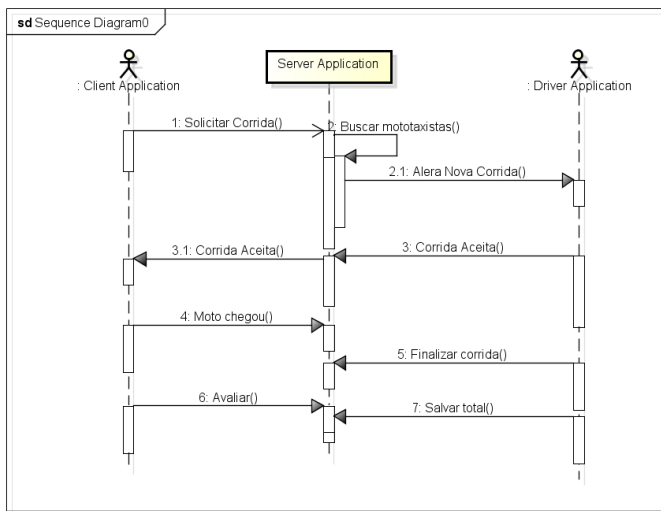 sd Sequence Diagram0
Server Application
: Client Application
: Driver Application
1: Solicitar Corrida()
2: Buscar mototaxistas()
2.1: Alera Nova Corrida()
3.1: Corrida Aceita()
3: Corrida Aceita()
4: Moto chegou()
5: Finalizar corrida()
6: Avaliar()
7: Salvar total()